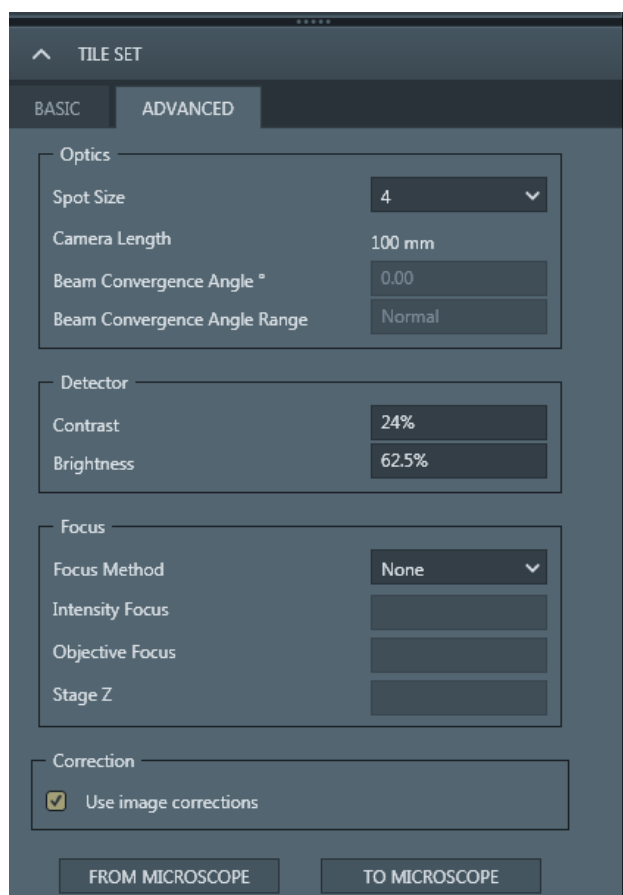 TILE SET
BASIC ADVANCED
Optics
Spot Size 4
Camera Length 100 mm
Beam Convergence Angle ° 0.00
Beam Convergence Angle Range Normal
Detector
Contrast 24%
Brightness 62.5%
Focus
Focus Method None
Intensity Focus
Objective Focus
Stage Z
Correction
Use image corrections
FROM MICROSCOPE TO MICROSCOPE